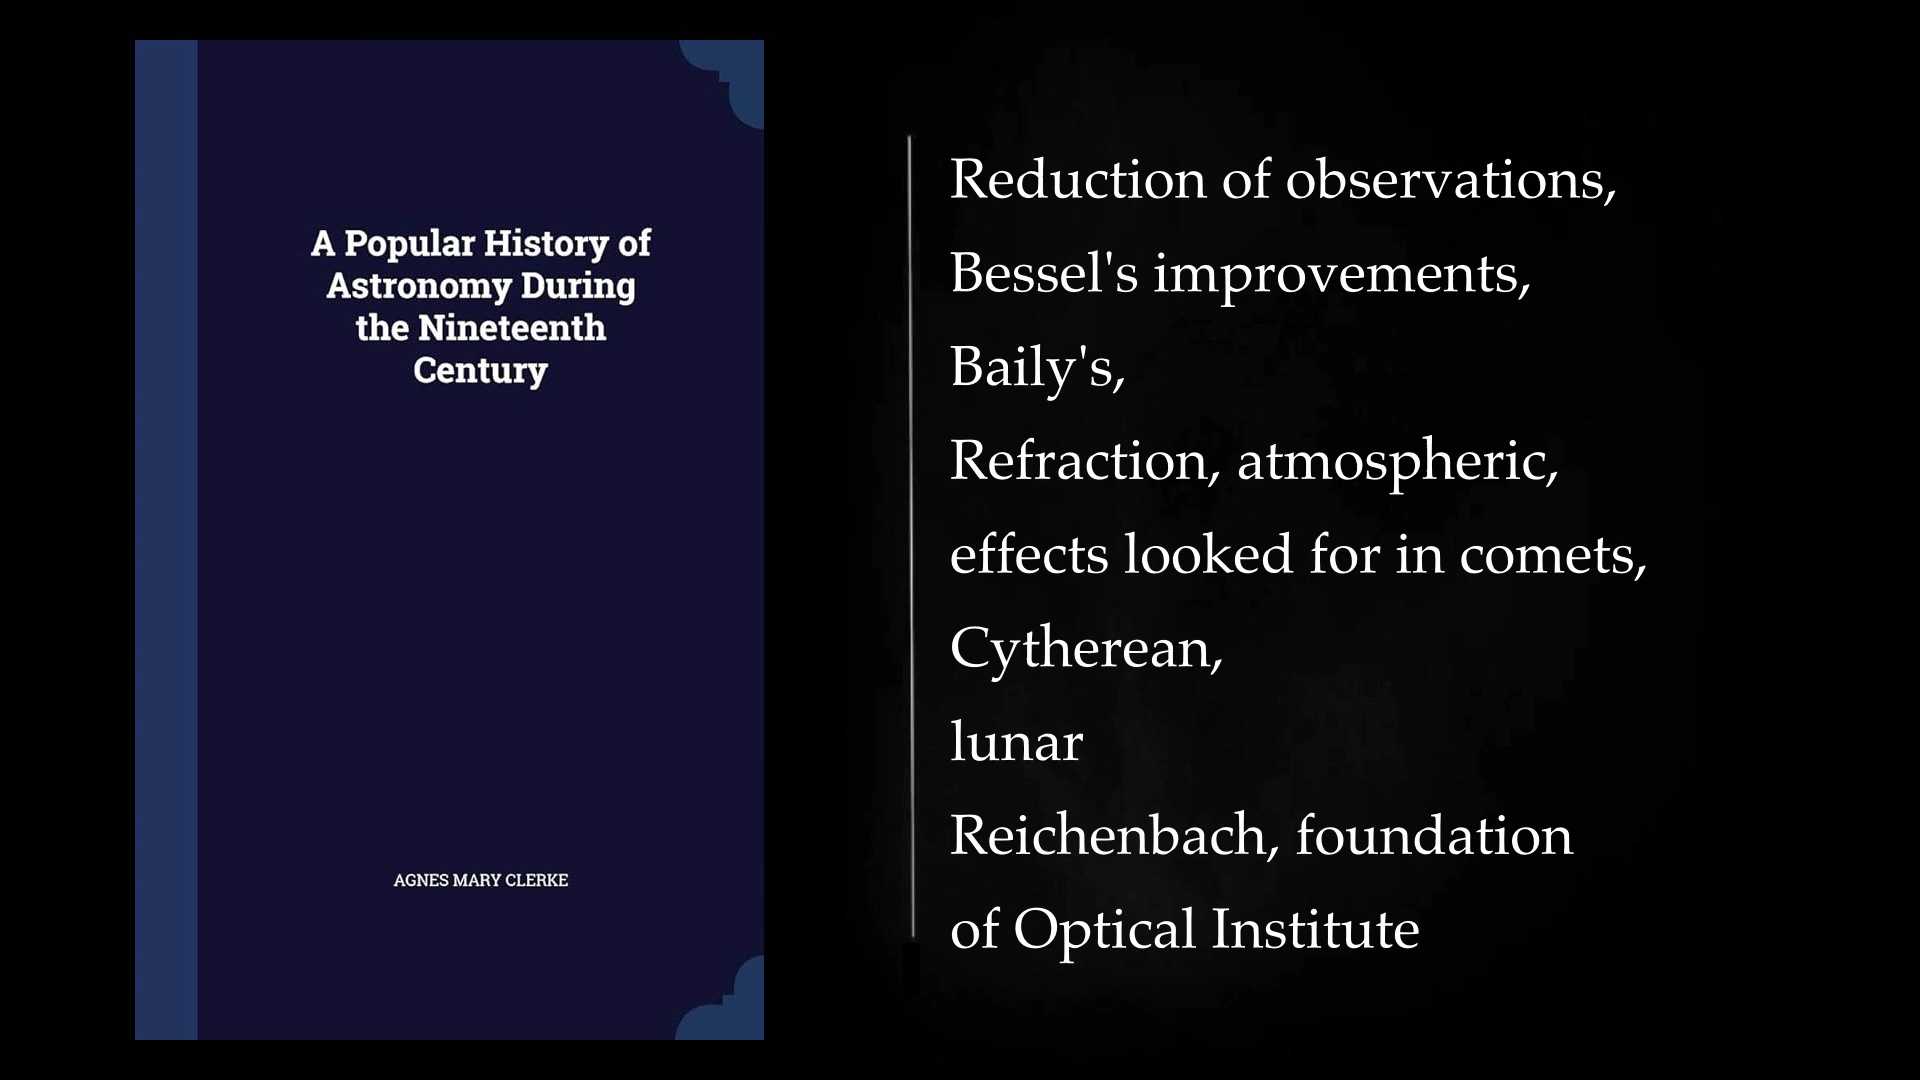 A Popular History of
Astronomy During
the Nineteenth
Century
AGNES MARY CLERKE
Reduction of observations,
Bessel's improvements,
Baily's,
Refraction, atmospheric,
effects looked for in comets,
Cytherean,
lunar
Reichenbach, foundation
of Optical Institute